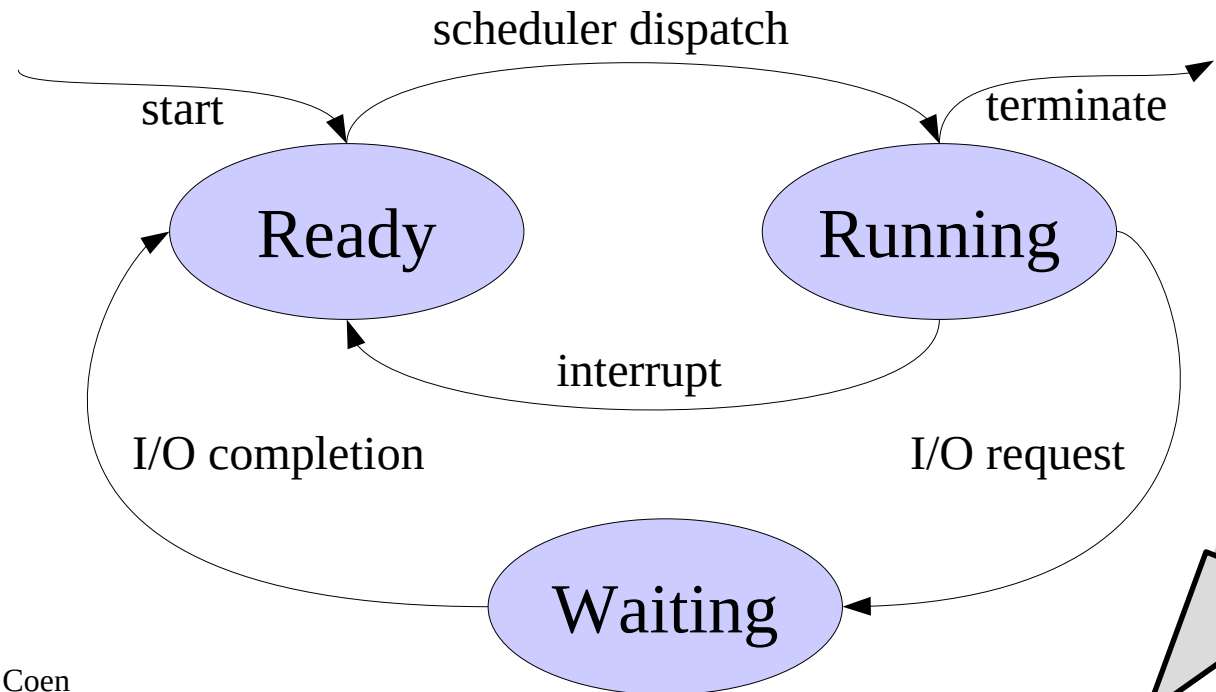 scheduler dispatch
start
terminate
Ready
Running
interrupt
I/O completion
I/O request
Waiting
Coen